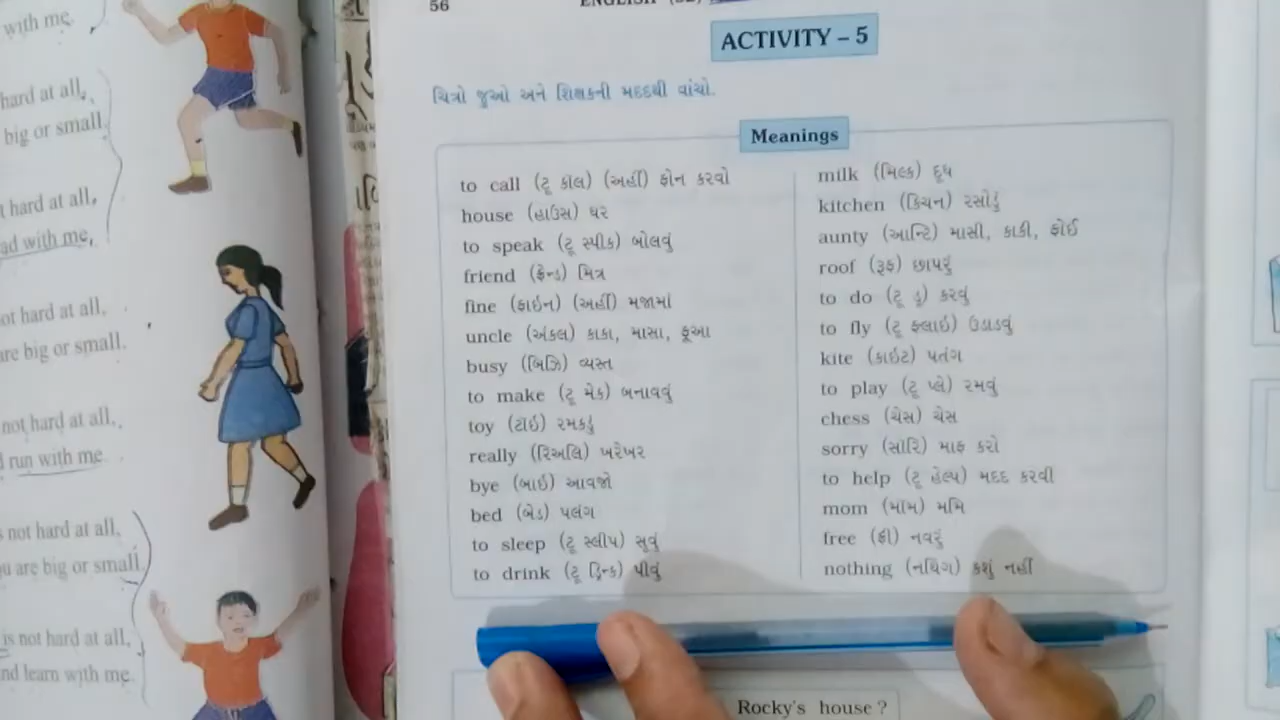 with me.
hard at all,
big or small.
t hard at all,
ad with me,
ot hard at all,
are big or small.
not hard at all,
d run with me.
s not hard at all,
ou are big or small.
is not hard at all,
nd learn with me.
56
ACTIVITY – 5
ચિત્રો જુઓ અને શિક્ષકની મદદથી વાંચો.
Meanings
to call (ટૂ કૉલ) (અહીં) ફોન કરવો
house (હાઉસ) ઘર
to speak (ટૂ સ્પીક) બોલવું
friend (ફ્રેન્ડ) મિત્ર
fine (ફાઇન) (અહીં) મજામાં
uncle (અંકલ) કાકા, માસા, ફૂઆ
busy (બિઝિ) વ્યસ્ત
to make (ટૂ મેક) બનાવવું
toy (ટૉઇ) રમકડું
really (રિઅલિ) ખરેખર
bye (બાઇ) આવજો
bed (બેડ) પલંગ
to sleep (ટૂ સ્લીપ) સુવું
to drink (ટૂ ડ્રિન્ક) પીવું
milk (મિલ્ક) દૂધ
kitchen (કિચન) રસોડું
aunty (આન્ટિ) માસી, કાકી, ફોઈ
roof (રૂફ) છાપરું
to do (ટૂ ડૂ) કરવું
to fly (ટૂ ફ્લાઇ) ઉડાડવું
kite (કાઇટ) પતંગ
to play (ટૂ પ્લે) રમવું
chess (ચેસ) ચેસ
sorry (સૉરિ) માફ કરો
to help (ટૂ હેલ્પ) મદદ કરવી
mom (મૉમ) મમ્મિ
free (ફ્રી) નવરું
nothing (નથિંગ) કશું નહીં
Rocky's house ?